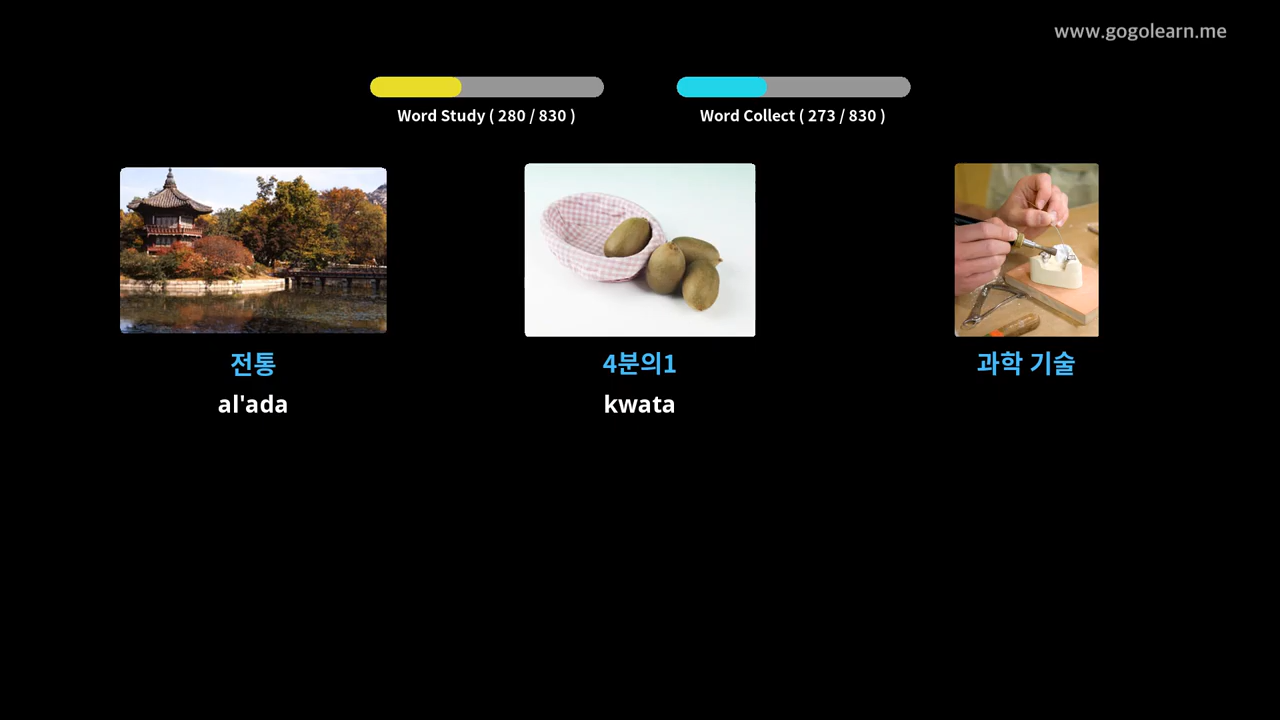 www.gogolearn.me
Word Study ( 280 / 830 )
Word Collect ( 273 / 830 )
전통
al'ada
4분의1
kwata
과학 기술